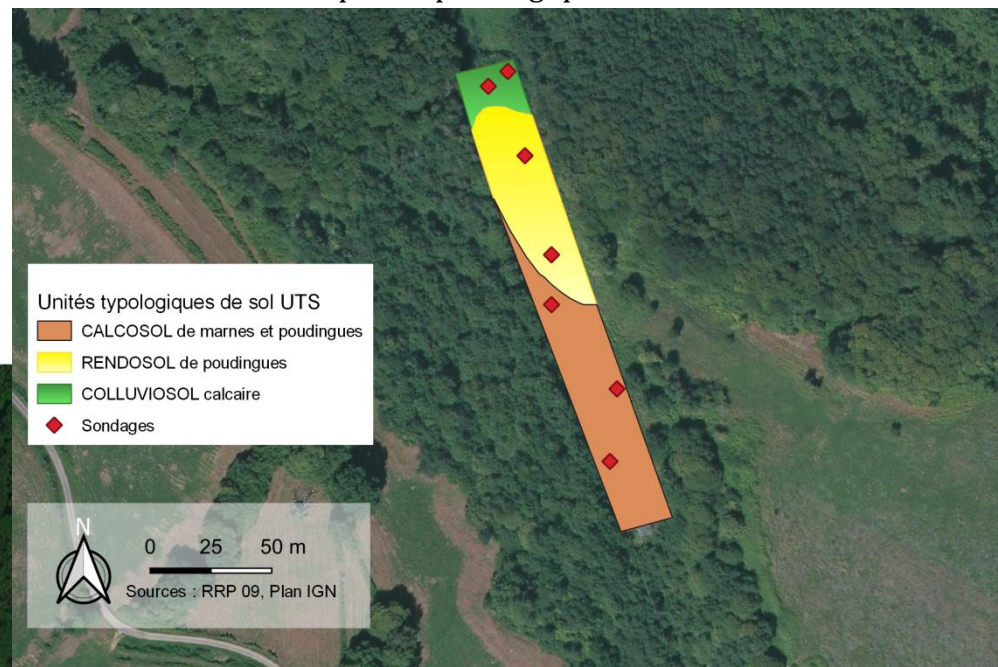 Unités typologiques de sol UTS
CALCOSOL de marnes et poudingues
RENDOSOL de poudingues
COLLUVIOSOL calcaire
Sondages
N
0 25 50 m
Sources : RRP 09, Plan IGN